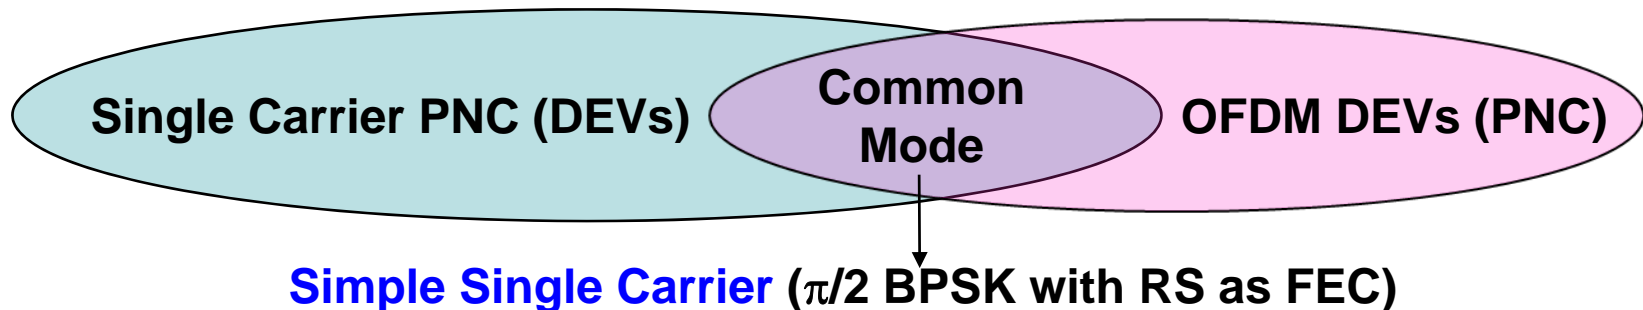 Single Carrier PNC (DEVs)
Common
Mode
OFDM DEVs (PNC)
Simple Single Carrier (π/2 BPSK with RS as FEC)